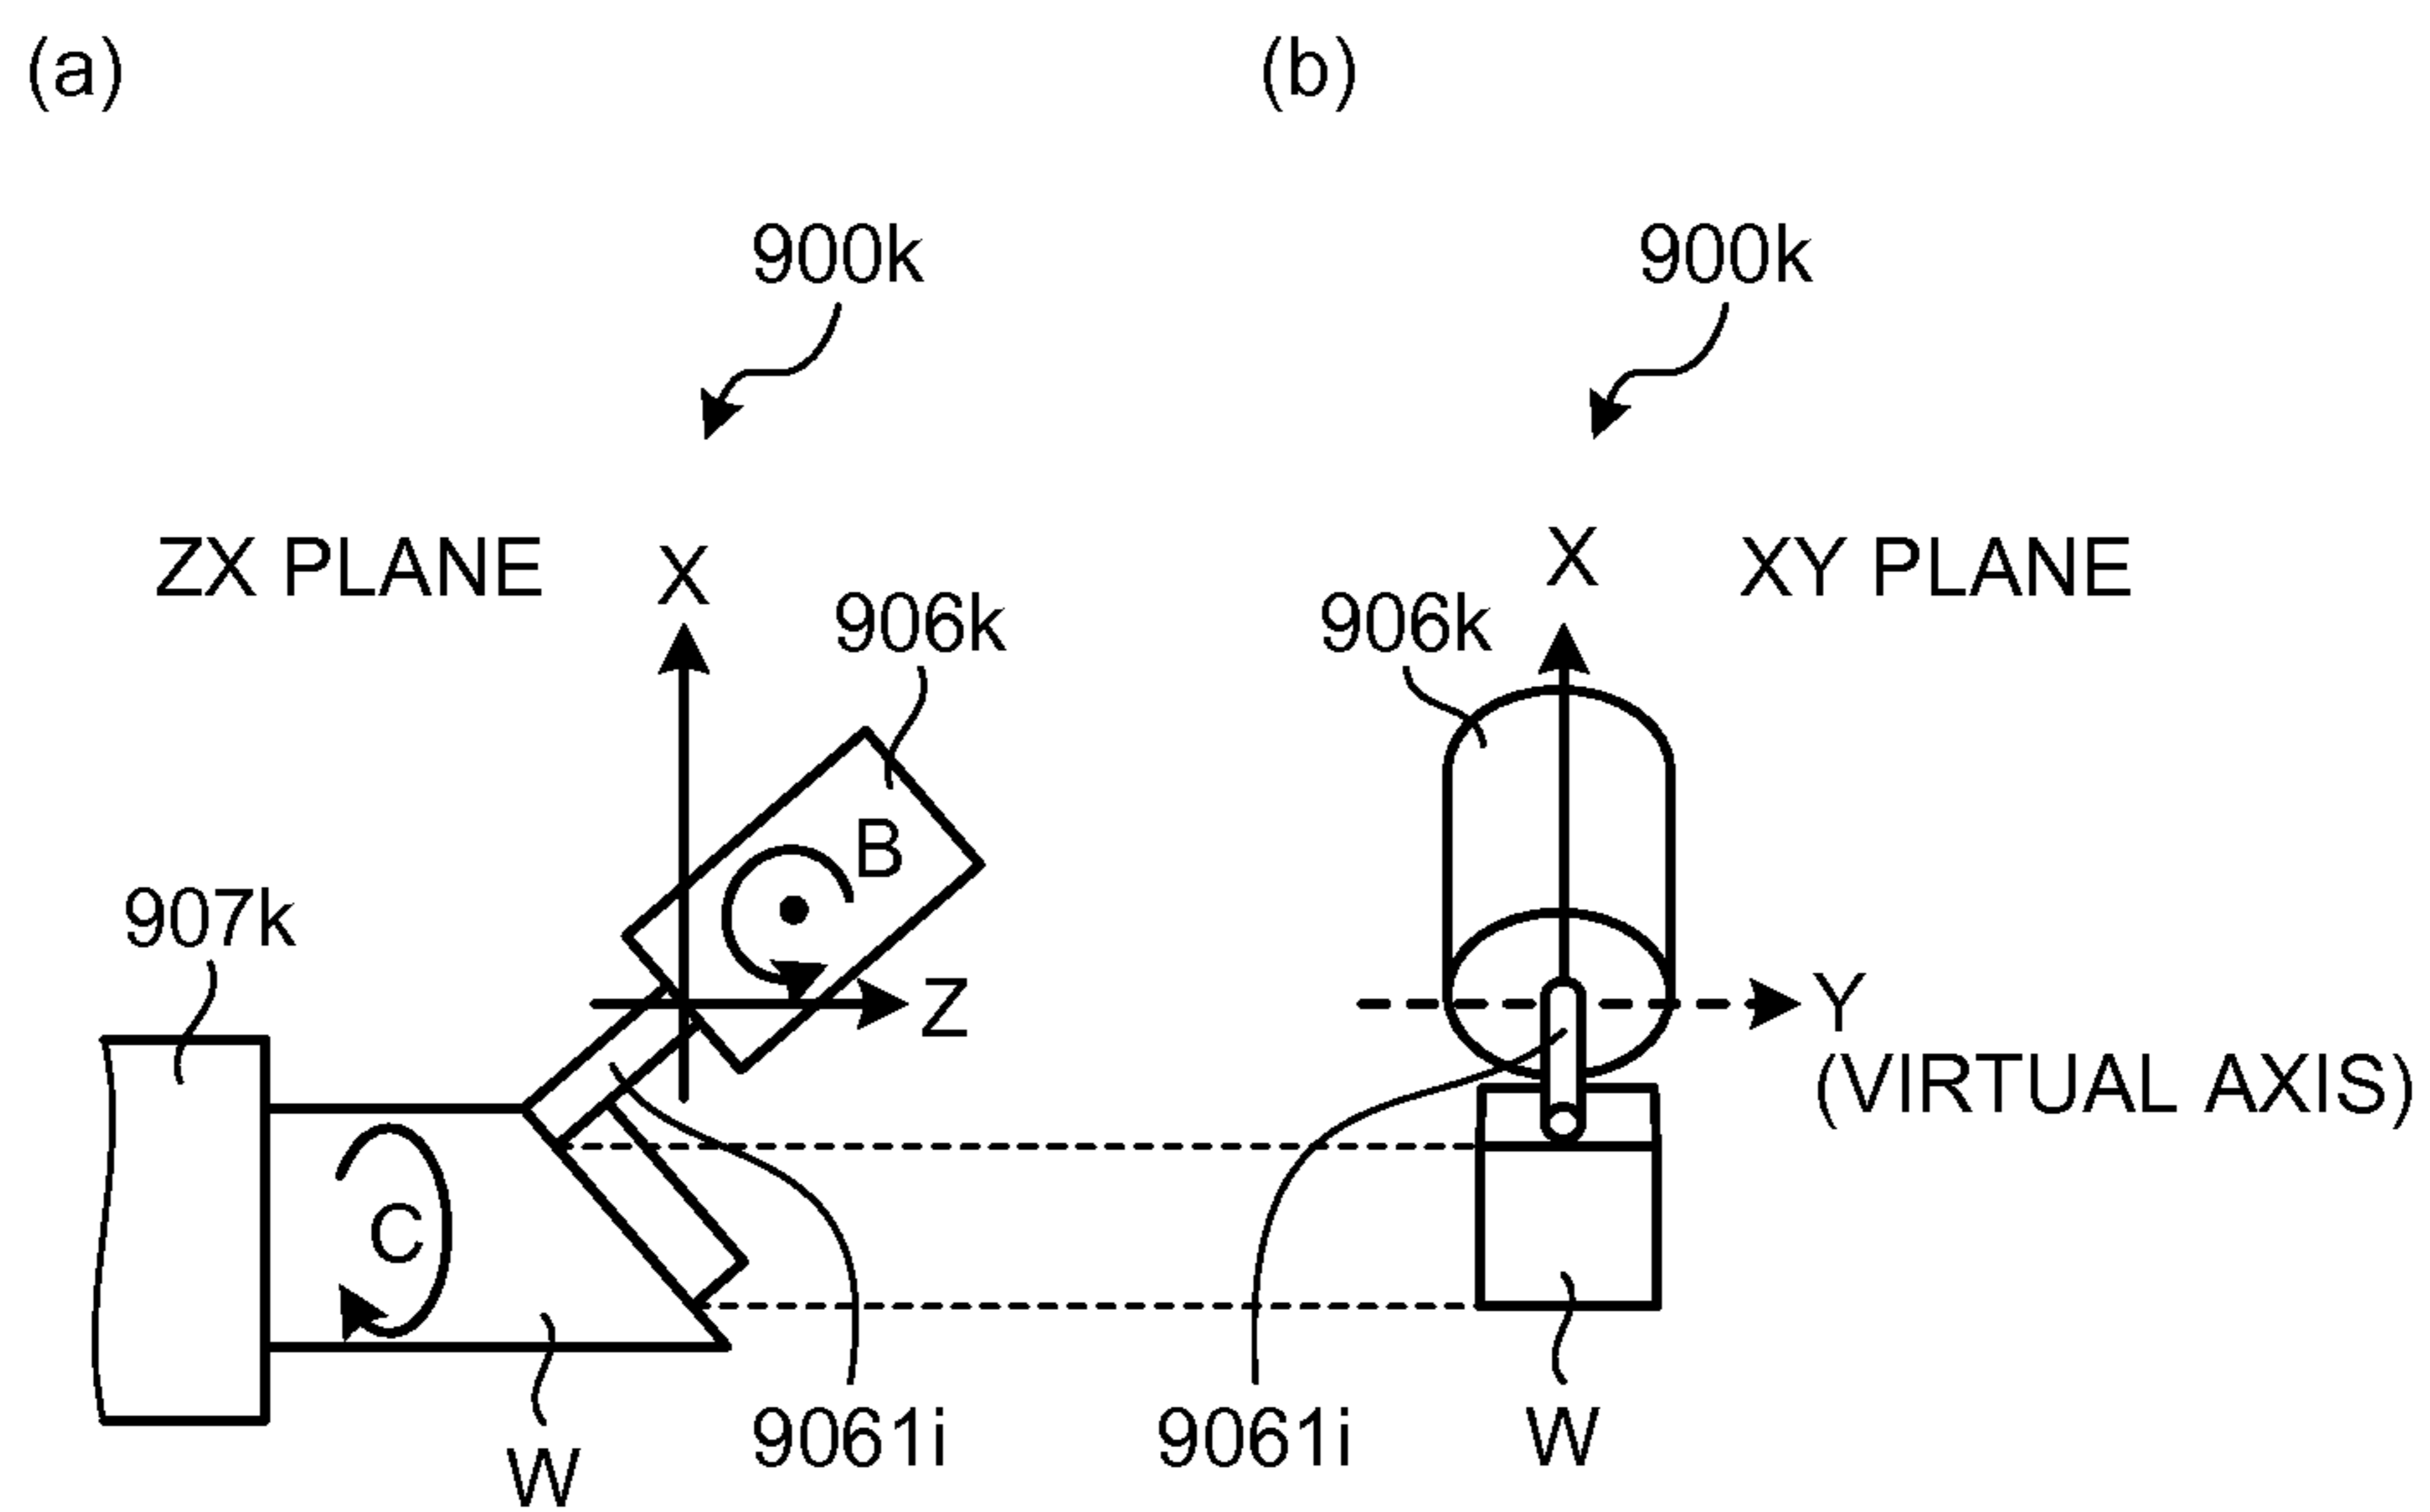 (a)
(b)
900k
900k
ZX PLANE
X
X
XY PLANE
906k
906k
B
907k
Z
Y
(VIRTUAL AXIS)
C
9061i
9061i
W
W